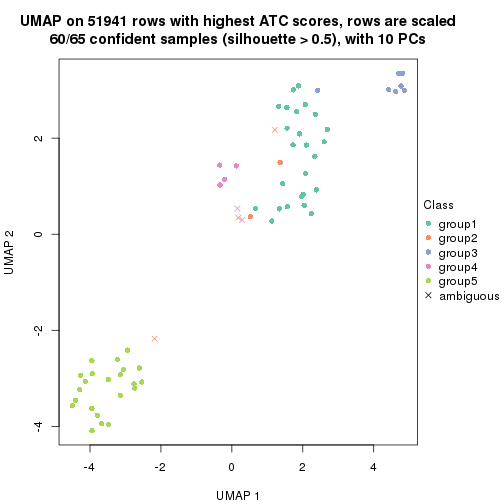 UMAP on 51941 rows with highest ATC scores, rows are scaled
60/65 confident samples (silhouette > 0.5), with 10 PCs
2
0
-2
-4
UMAP 2
-4
-2
0
2
4
UMAP 1
Class
group1
group2
group3
group4
group5
ambiguous